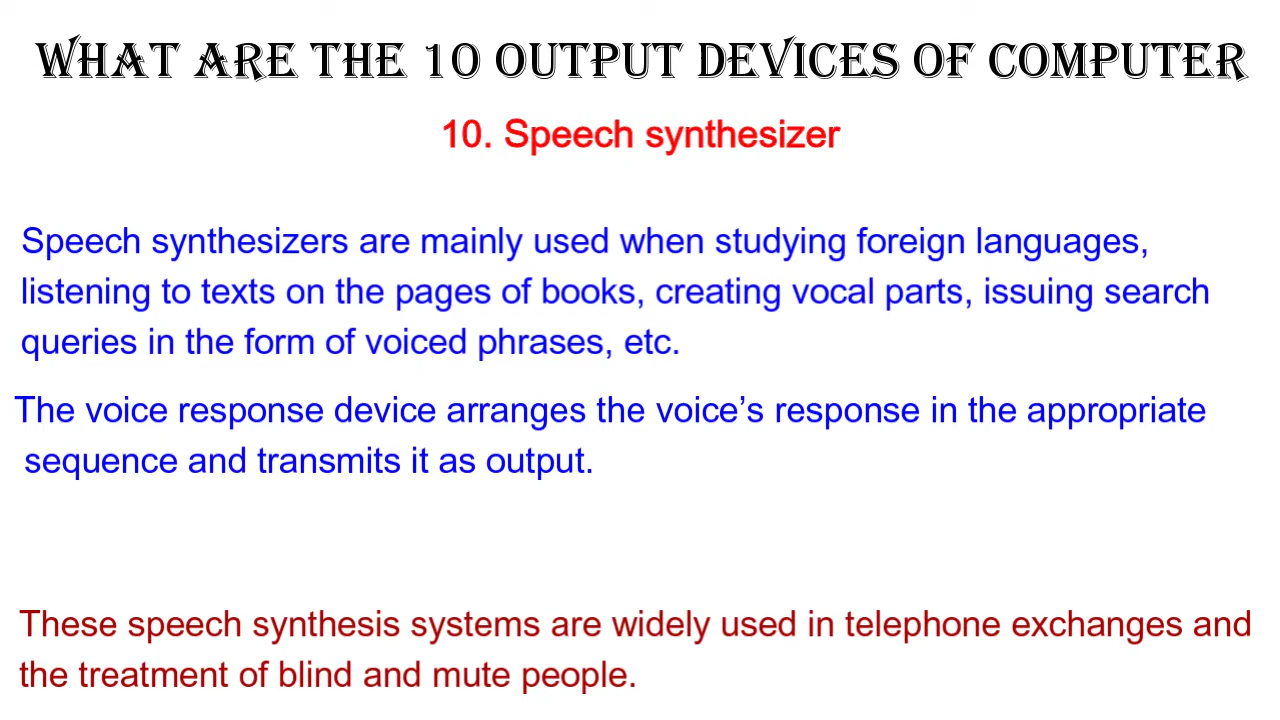 WHAT ARE THE 10 OUTPUT DEVICES OF COMPUTER
10. Speech synthesizer
Speech synthesizers are mainly used when studying foreign languages,
listening to texts on the pages of books, creating vocal parts, issuing search
queries in the form of voiced phrases, etc.
The voice response device arranges the voice’s response in the appropriate
sequence and transmits it as output.
These speech synthesis systems are widely used in telephone exchanges and
the treatment of blind and mute people.